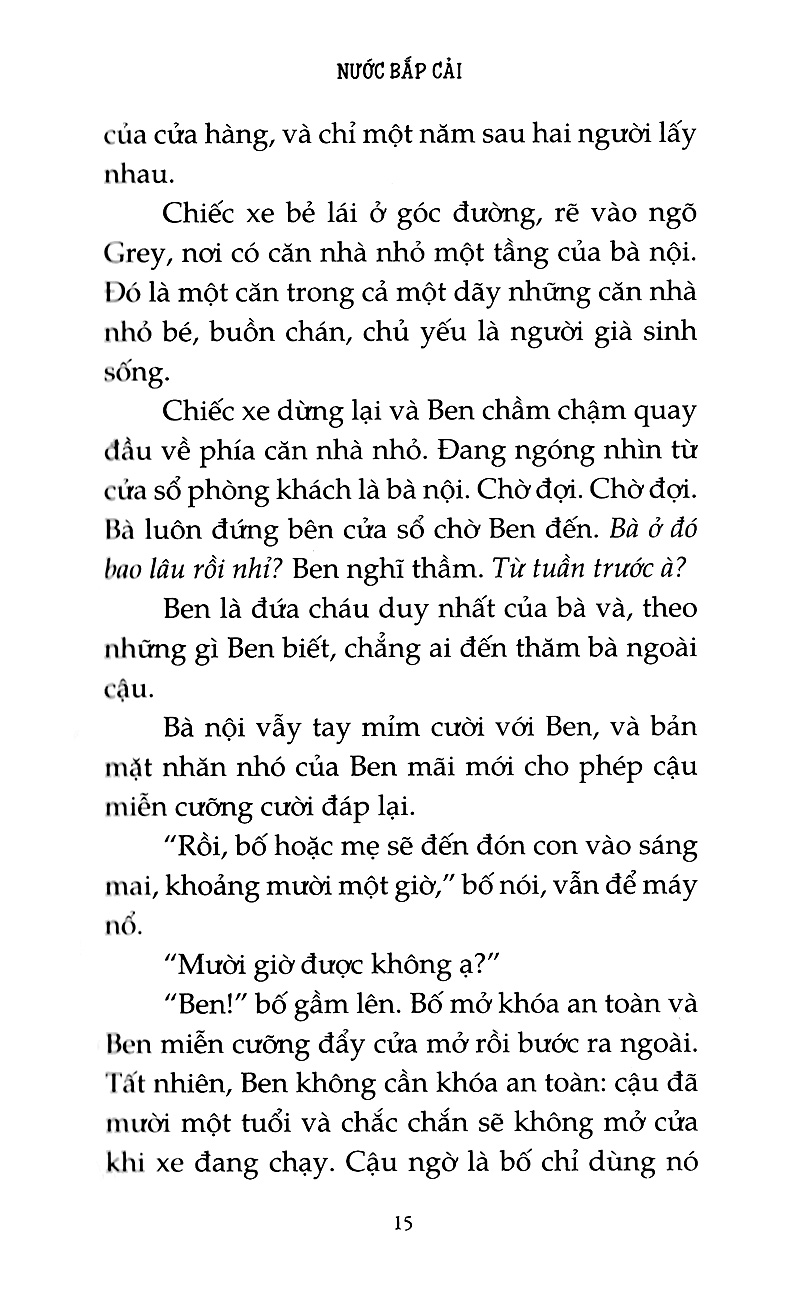 NƯỚC BẮP CẢI
của cửa hàng, và chỉ một năm sau hai người lấy
nhau.
Chiếc xe bẻ lái ở góc đường, rẽ vào ngõ
Grey, nơi có căn nhà nhỏ một tầng của bà nội.
Đó là một căn trong cả một dãy những căn nhà
nhỏ bé, buồn chán, chủ yếu là người già sinh
sống.
Chiếc xe dừng lại và Ben chầm chậm quay
đầu về phía căn nhà nhỏ. Đang ngóng nhìn từ
cửa sổ phòng khách là bà nội. Chờ đợi. Chờ đợi.
Bà luôn đứng bên cửa sổ chờ Ben đến. Bà ở đó
bao lâu rồi nhỉ? Ben nghĩ thầm. Từ tuần trước à?
Ben là đứa cháu duy nhất của bà và, theo
những gì Ben biết, chẳng ai đến thăm bà ngoài
cậu.
Bà nội vẫy tay mỉm cười với Ben, và bản
mặt nhăn nhó của Ben mãi mới cho phép cậu
miễn cưỡng cười đáp lại.
“Rồi, bố hoặc mẹ sẽ đến đón con vào sáng
mai, khoảng mười một giờ,” bố nói, vẫn để máy
nổ.
“Mười giờ được không ạ?”
“Ben!” bố gầm lên. Bố mở khóa an toàn và
Ben miễn cưỡng đẩy cửa mở rồi bước ra ngoài.
Tất nhiên, Ben không cần khóa an toàn: cậu đã
mười một tuổi và chắc chắn sẽ không mở cửa
khi xe đang chạy. Cậu ngờ là bố chỉ dùng nó
15